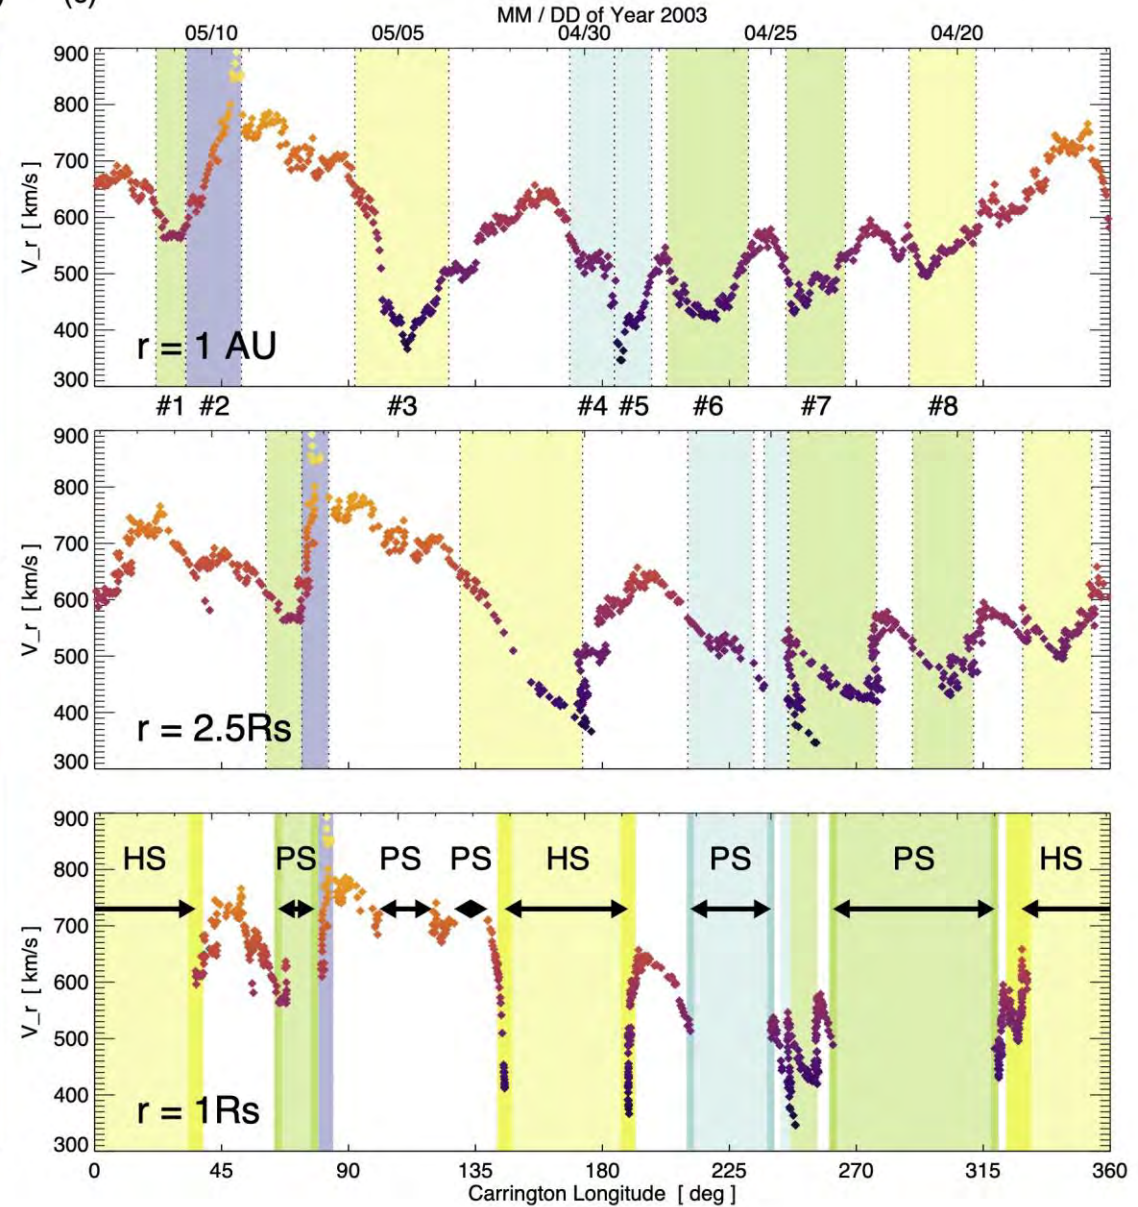 MM / DD of Year 2003
05/10 05/05 04/30 04/25 04/20
900
800
700
600
500
400
300
V_r [ km/s ]
r = 1 AU
#1 #2 #3 #4 #5 #6 #7 #8
900
800
700
600
500
400
300
V_r [ km/s ]
r = 2.5Rs
900
800
700
600
500
400
300
V_r [ km/s ]
HS PS PS PS HS PS PS HS
r = 1Rs
0 45 90 135 180 225 270 315 360
Carrington Longitude [ deg ]